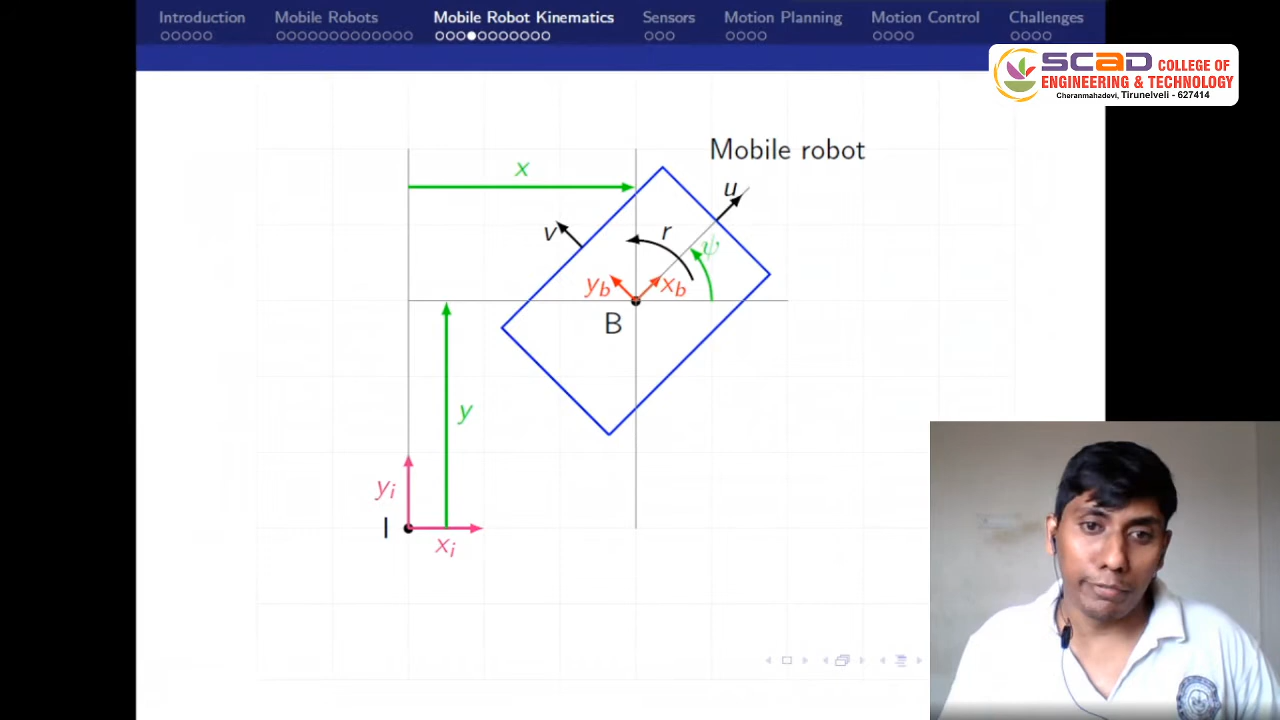 Introduction
Mobile Robots
Mobile Robot Kinematics
Sensors
Motion Planning
Motion Control
Challenges
SCAD COLLEGE OF
ENGINEERING & TECHNOLOGY
Cheranmahadevi, Tirunelveli - 627414
Mobile robot
x
u
v
r
ψ
y_b
x_b
B
y
y_i
I
x_i